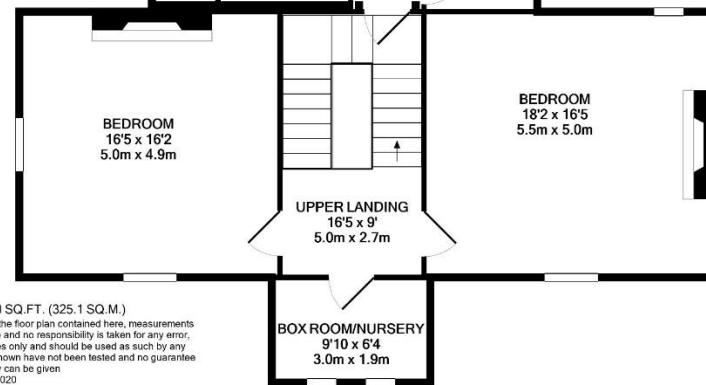 BEDROOM
16'5 x 16'2
5.0m x 4.9m
BEDROOM
18'2 x 16'5
5.5m x 5.0m
UPPER LANDING
16'5 x 9'
5.0m x 2.7m
BOX ROOM/NURSERY
9'10 x 6'4
3.0m x 1.9m
SQ.FT. (325.1 SQ.M.)
the floor plan contained here, measurements
and no responsibility is taken for any error,
es only and should be used as such by any
hown have not been tested and no guarantee
can be given
020